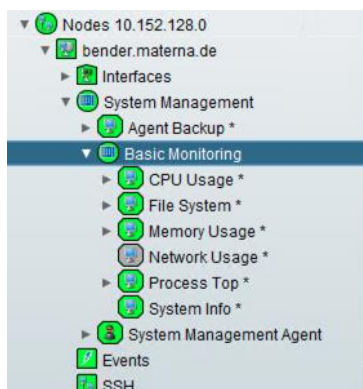 Nodes 10.152.128.0
bender.materna.de
Interfaces
System Management
Agent Backup *
Basic Monitoring
CPU Usage *
File System *
Memory Usage *
Network Usage *
Process Top *
System Info *
System Management Agent
Events
SSH